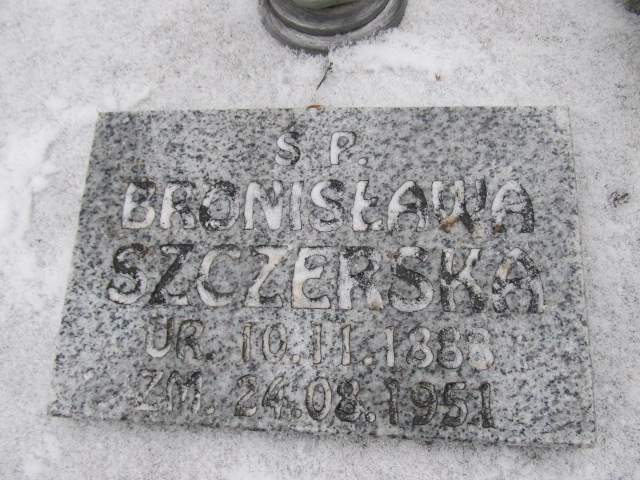 Ś P.
BRONISŁAWA
SZCZERSKA
UR. 10.11.1888
ZM. 24.08.1951